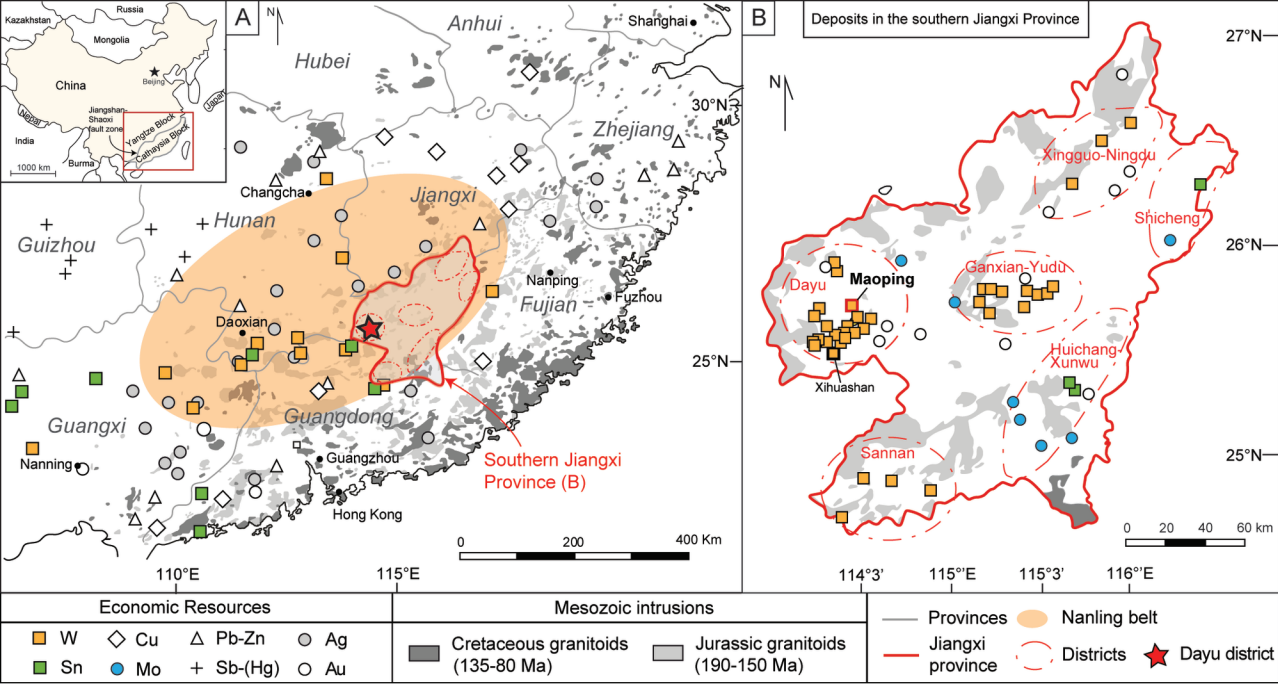 Kazakhstan
Russia
Mongolia
China
Beijing
Jiangshan-
Shaoxi
fault zone
Yangtze Block
Cathaysia Block
Nepal
India
Burma
Japan
1000 km
A
N
Anhui
Shanghai
Hubei
30°N
Zhejiang
Changcha
Jiangxi
Hunan
Guizhou
Nanping
Fujian
Fuzhou
Daoxian
25°N
Guangdong
Guangxi
Nanning
Guangzhou
Southern Jiangxi
Province (B)
Hong Kong
0 200 400 Km
110°E 115°E
B
Deposits in the southern Jiangxi Province
27°N
N
Xingguo-Ningdu
Shicheng
26°N
Ganxian-Yudu
Dayu
Maoping
Huichang-
Xunwu
Xihuashan
Sannan
25°N
0 20 40 60 km
114°3' 115°E 115°3' 116°E
Economic Resources
W Cu Pb-Zn Ag
Sn Mo Sb-(Hg) Au
Mesozoic intrusions
Cretaceous granitoids
(135-80 Ma)
Jurassic granitoids
(190-150 Ma)
Provinces
Nanling belt
Jiangxi
province
Districts
Dayu district